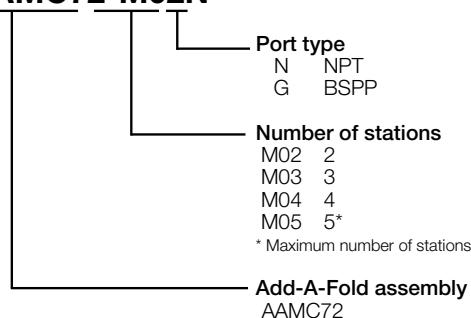 Port type
N NPT
G BSPP
Number of stations
M02 2
M03 3
M04 4
M05 5*
* Maximum number of stations
Add-A-Fold assembly
AAMC72